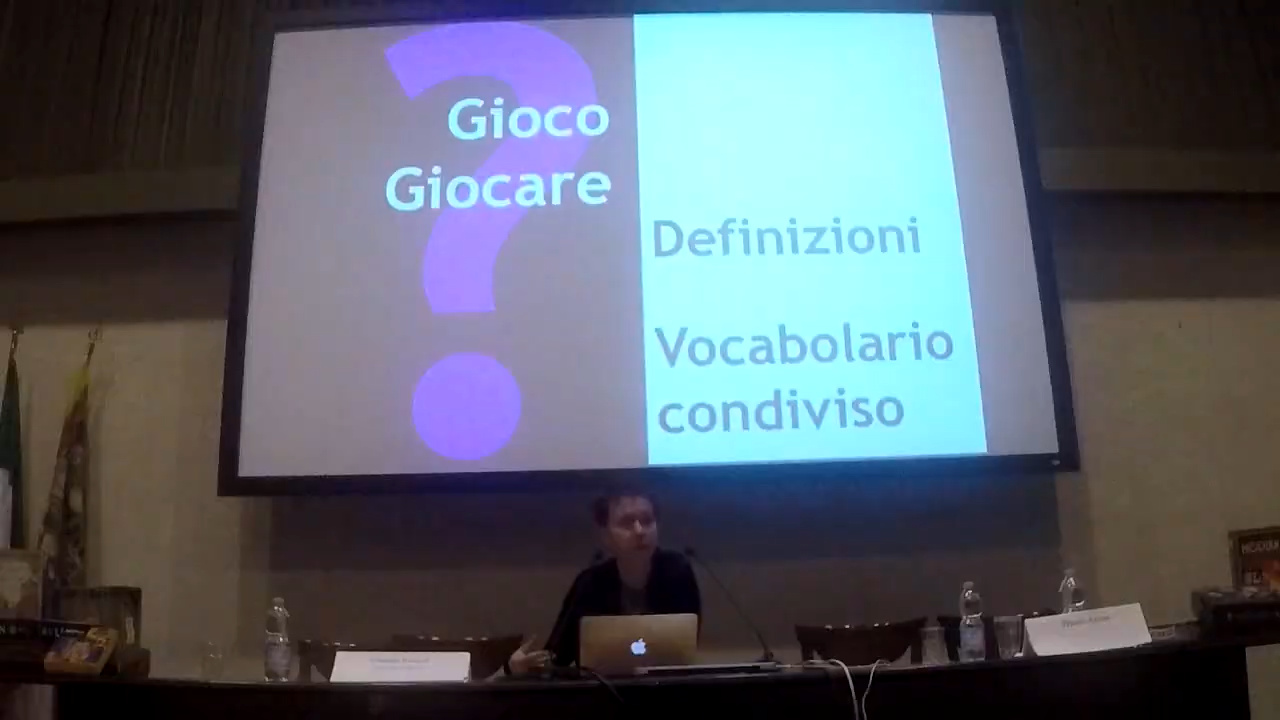 Gioco
Giocare
Definizioni
Vocabolario
condiviso